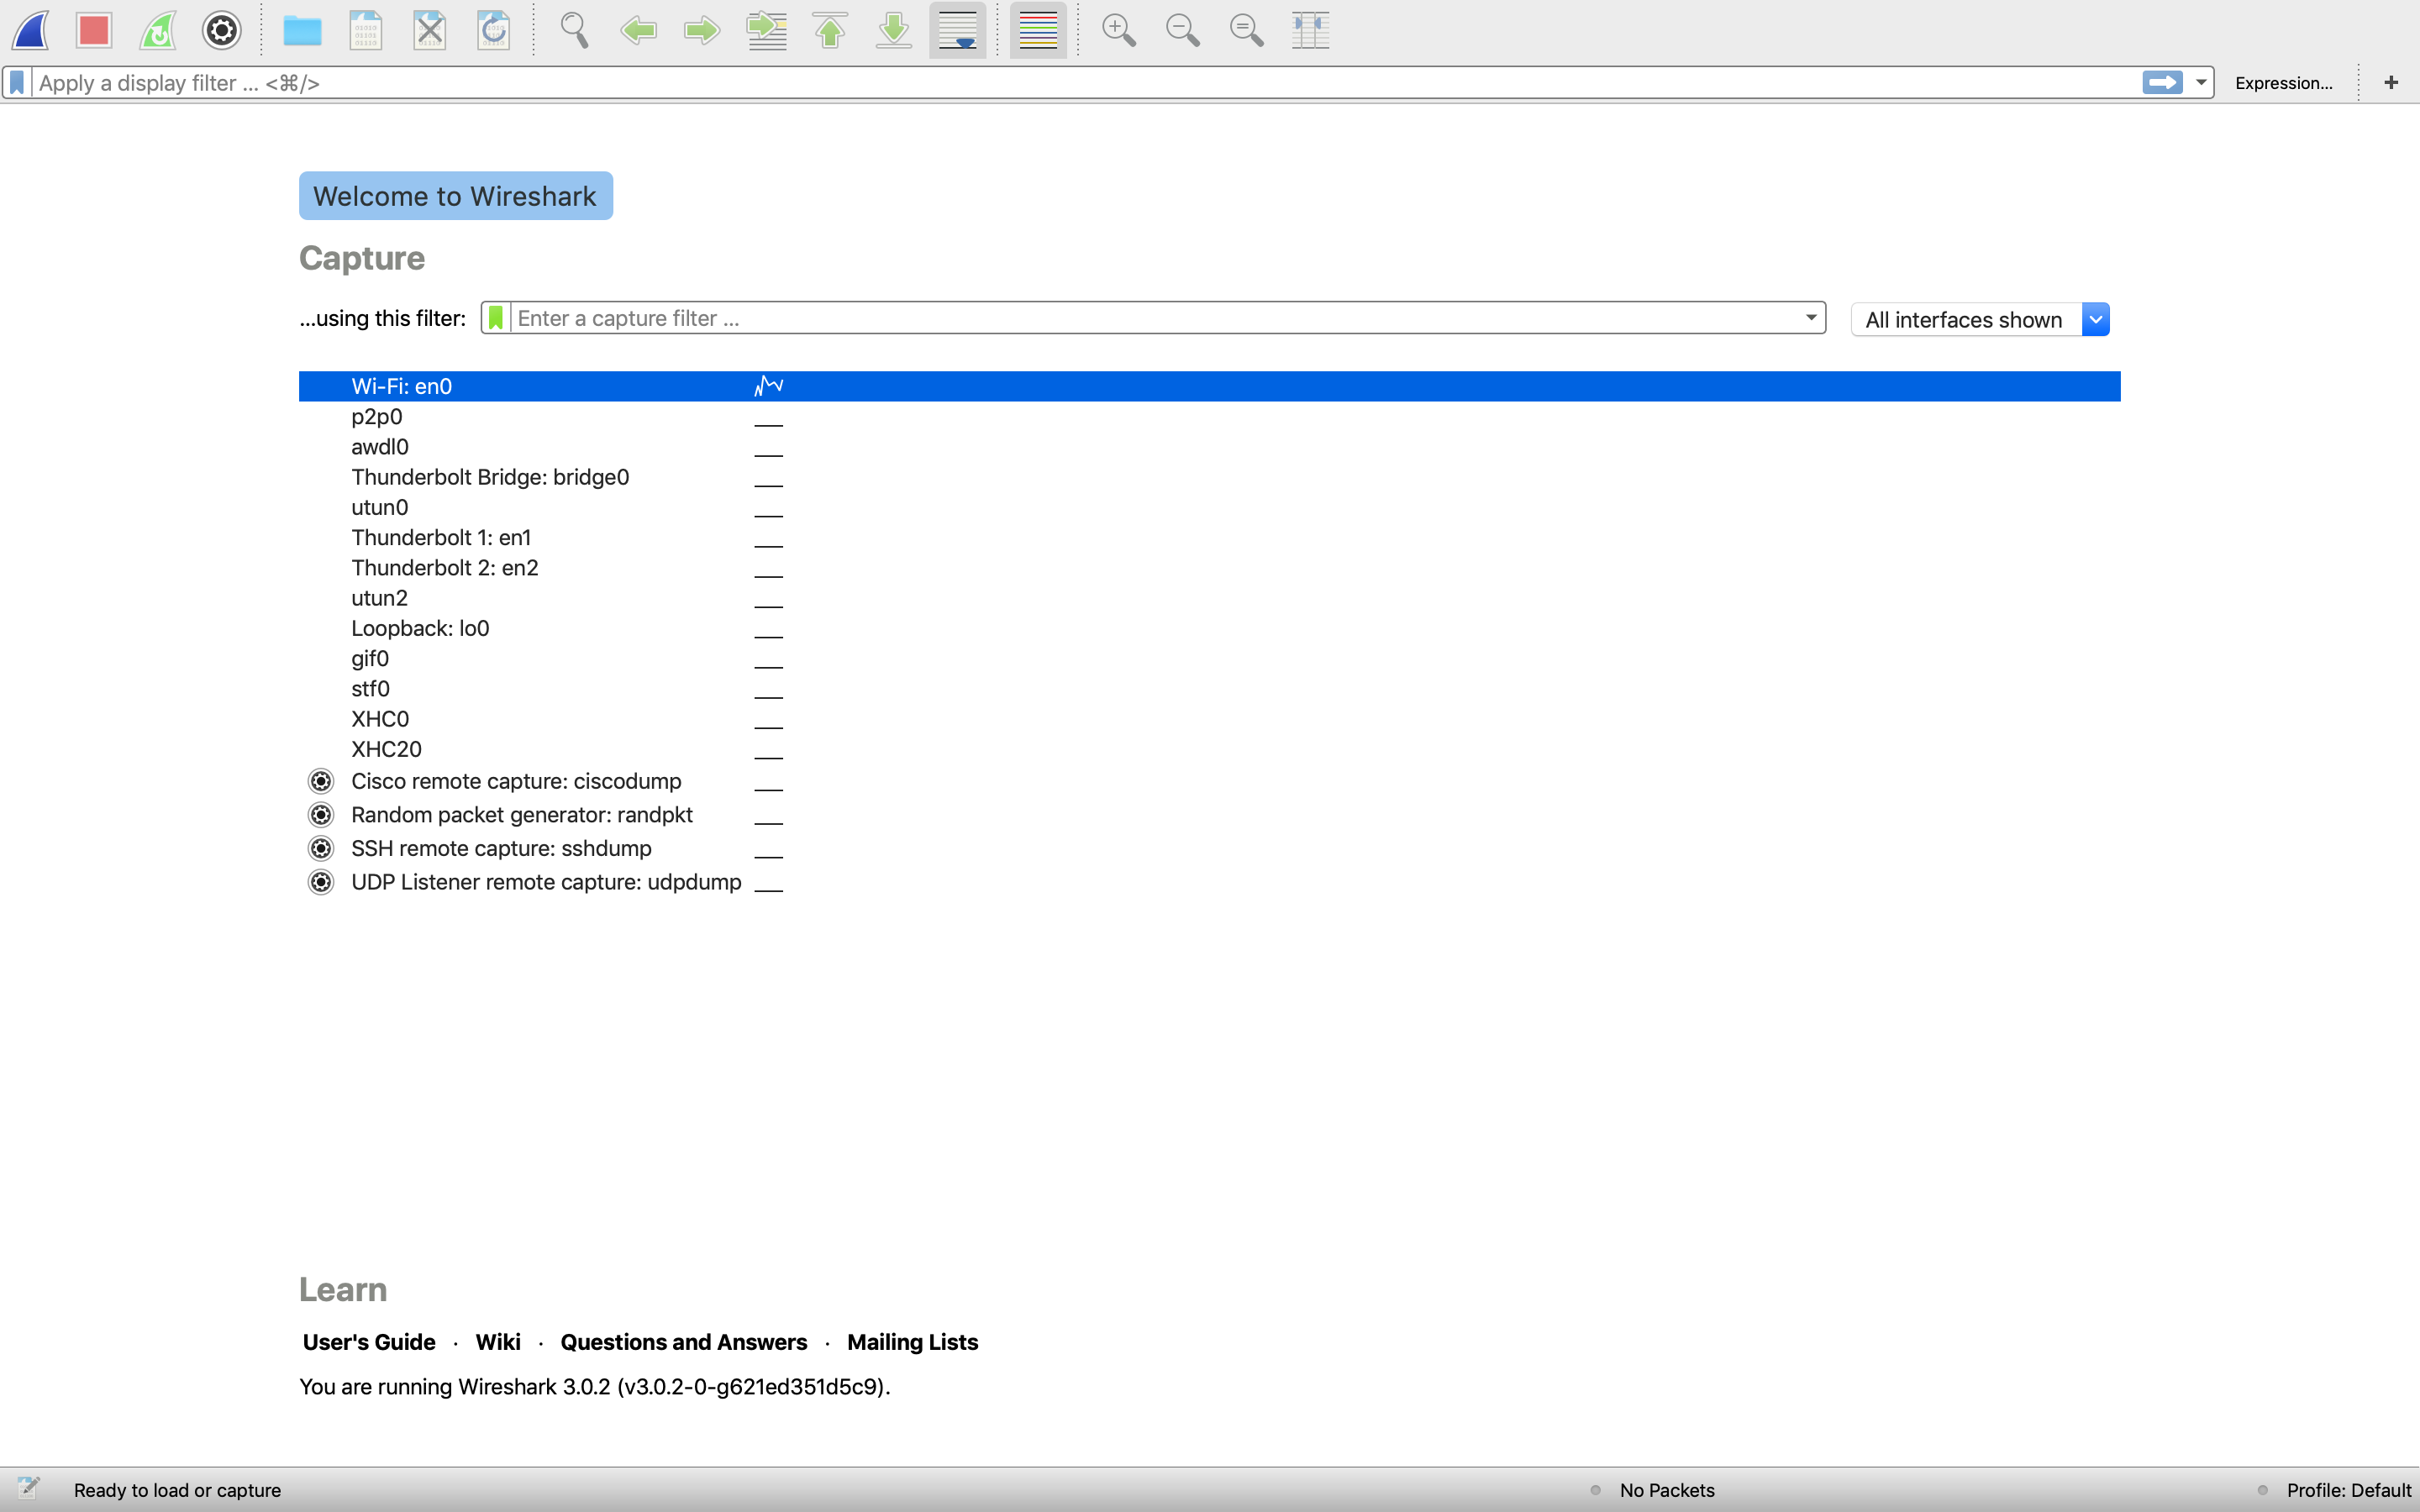 Apply a display filter ... <⌘/>
Expression...
+
Welcome to Wireshark
Capture
...using this filter:
Enter a capture filter ...
All interfaces shown
Wi-Fi: en0
p2p0
awdl0
Thunderbolt Bridge: bridge0
utun0
Thunderbolt 1: en1
Thunderbolt 2: en2
utun2
Loopback: lo0
gif0
stf0
XHC0
XHC20
Cisco remote capture: ciscodump
Random packet generator: randpkt
SSH remote capture: sshdump
UDP Listener remote capture: udpdump
Learn
User's Guide · Wiki · Questions and Answers · Mailing Lists
You are running Wireshark 3.0.2 (v3.0.2-0-g621ed351d5c9).
Ready to load or capture
No Packets
Profile: Default